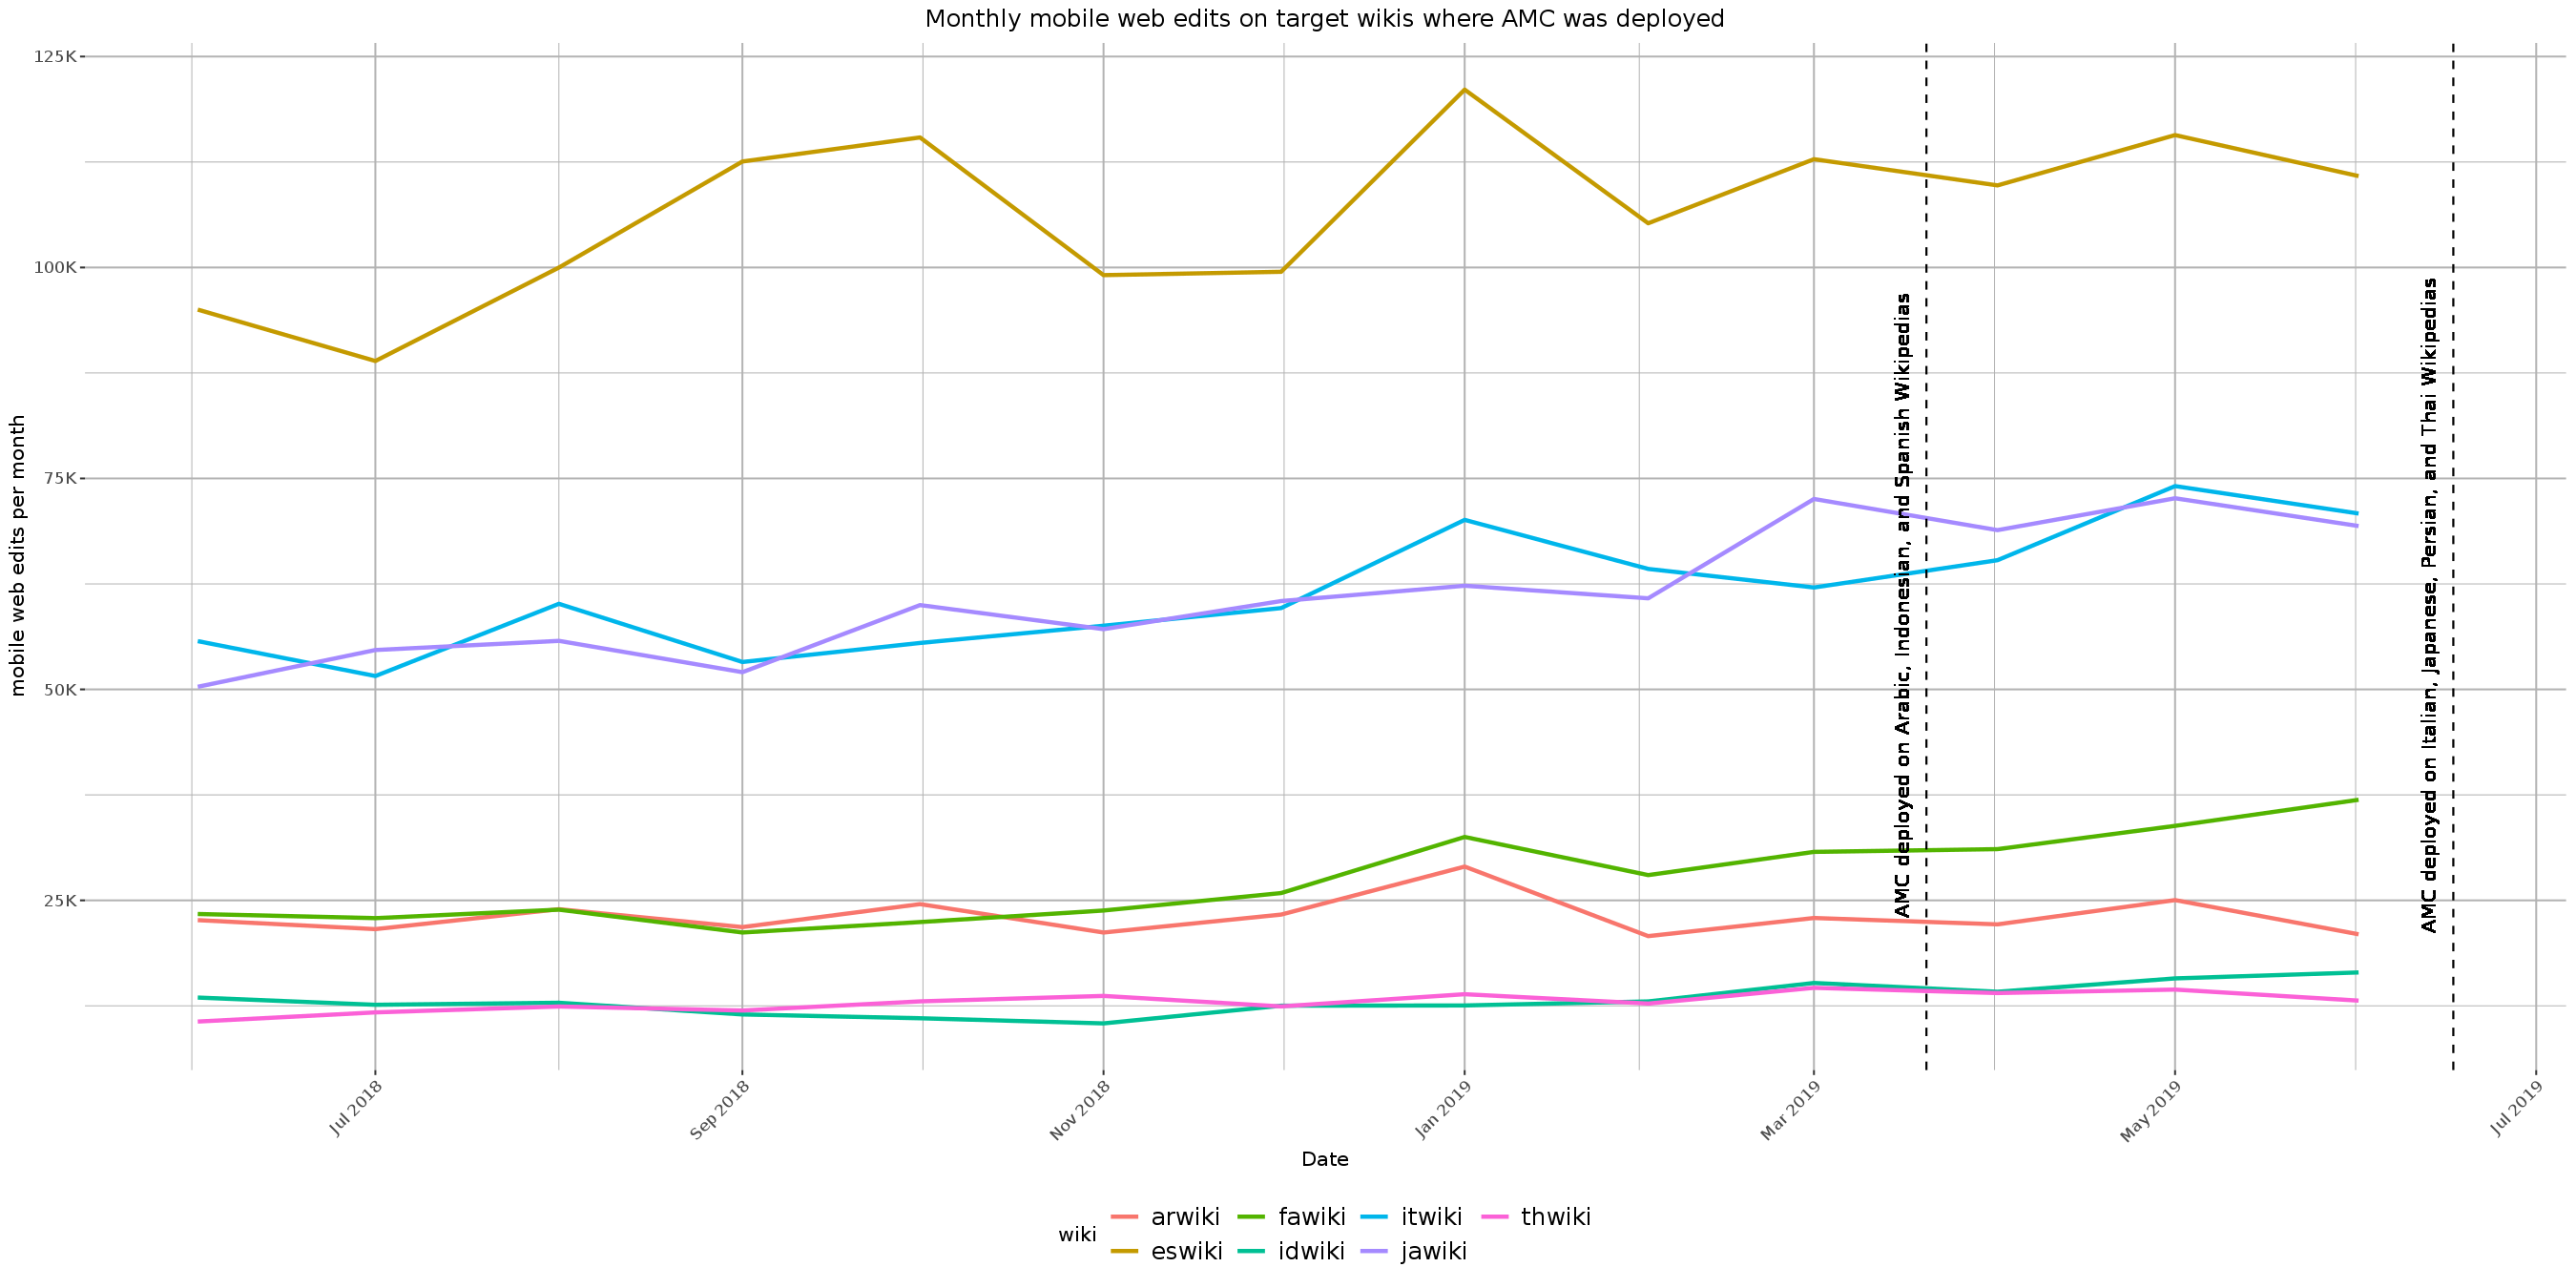 Monthly mobile web edits on target wikis where AMC was deployed
mobile web edits per month
125K
100K
75K
50K
25K
AMC deployed on Arabic, Indonesian, and Spanish Wikipedias
AMC deployed on Italian, Japanese, Persian, and Thai Wikipedias
Jul 2018
Sep 2018
Nov 2018
Jan 2019
Mar 2019
May 2019
Jul 2019
Date
wiki
arwiki fawiki itwiki thwiki
eswiki idwiki jawiki